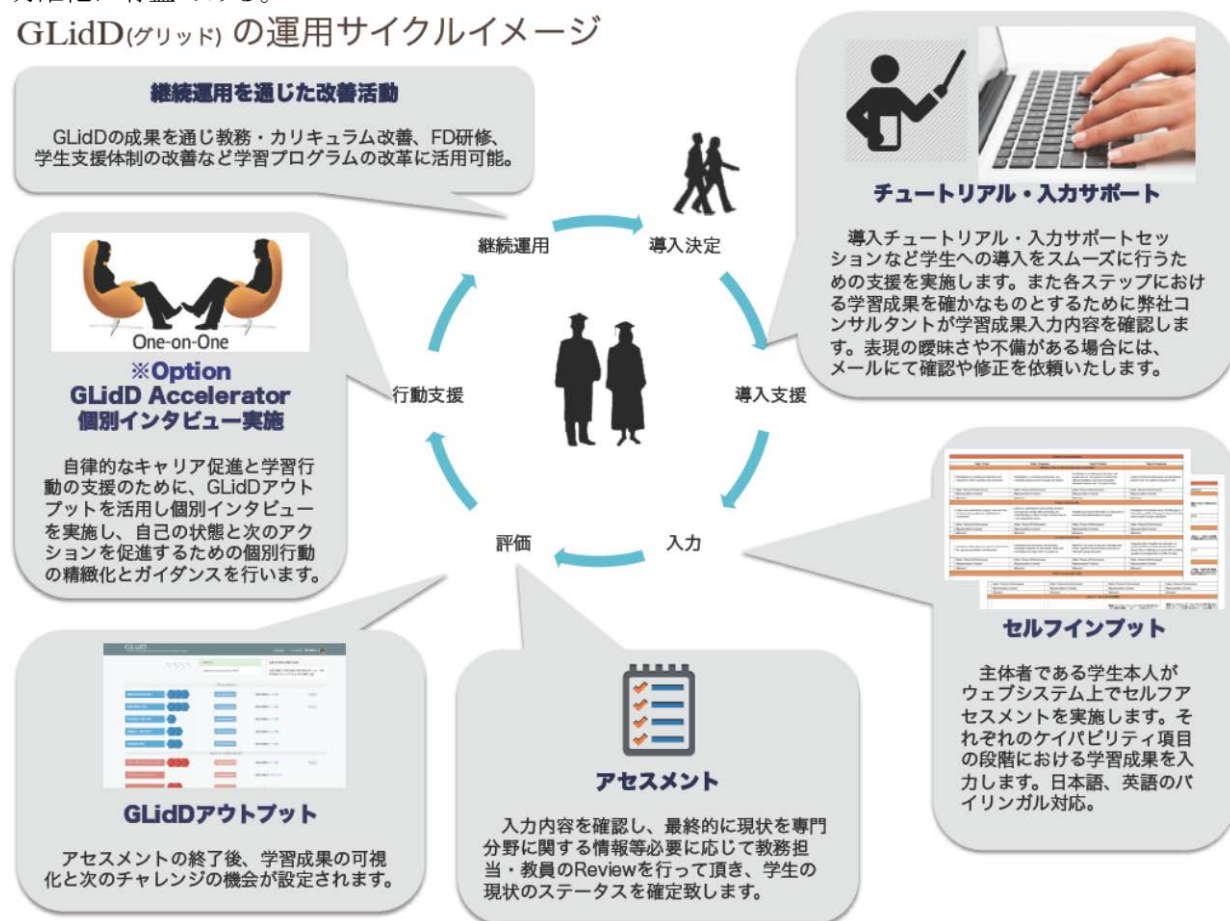 GLidD(グリッド) の運用サイクルイメージ
継続運用を通じた改善活動
GLidDの成果を通じ教務・カリキュラム改善、FD研修、
学生支援体制の改善など学習プログラムの改革に活用可能。
チュートリアル・入力サポート
導入チュートリアル・入力サポートセッ
ションなど学生への導入をスムーズに行うた
めの支援を実施します。また各ステップにおけ
る学習成果を確かなものとするために弊社コ
ンサルタントが学習成果入力内容を確認しま
す。表現の曖昧さや不備がある場合には、
メールにて確認や修正を依頼いたします。
継続運用
導入決定
行動支援
導入支援
評価
入力
One-on-One
※Option
GLidD Accelerator
個別インタビュー実施
自律的なキャリア促進と学習行
動の支援のために、GLidDアウト
プットを活用し個別インタビュー
を実施し、自己の状態と次のアク
ションを促進するための個別行動
の精緻化とガイダンスを行います。
セルフインプット
主体者である学生本人が
ウェブシステム上でセルフア
セスメントを実施します。そ
れぞれのケイパビリティ項目
の段階における学習成果を入
力します。日本語、英語のバ
イリンガル対応。
GLidD
GLidDアウトプット
アセスメントの終了後、学習成果の可視
化と次のチャレンジの機会が設定されます。
アセスメント
入力内容を確認し、最終的に現状を専門
分野に関する情報等必要に応じて教務担
当・教員のReviewを行って頂き、学生の
現状のステータスを確定致します。